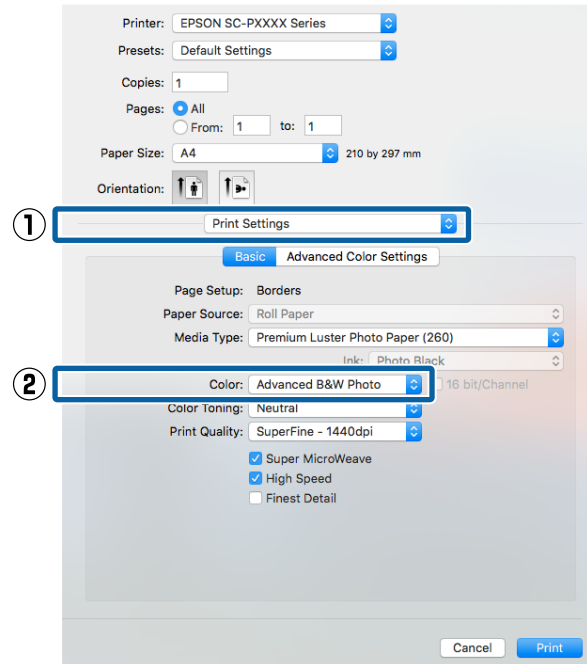 Printer: EPSON SC-PXXXX Series
Presets: Default Settings
Copies: 1
Pages: All
From: 1 to: 1
Paper Size: A4 210 by 297 mm
Orientation:
1 Print Settings
Basic Advanced Color Settings
Page Setup: Borders
Paper Source: Roll Paper
Media Type: Premium Luster Photo Paper (260)
Ink: Photo Black
2 Color: Advanced B&W Photo 16 bit/Channel
Color Toning: Neutral
Print Quality: SuperFine - 1440dpi
Super MicroWeave
High Speed
Finest Detail
Cancel Print